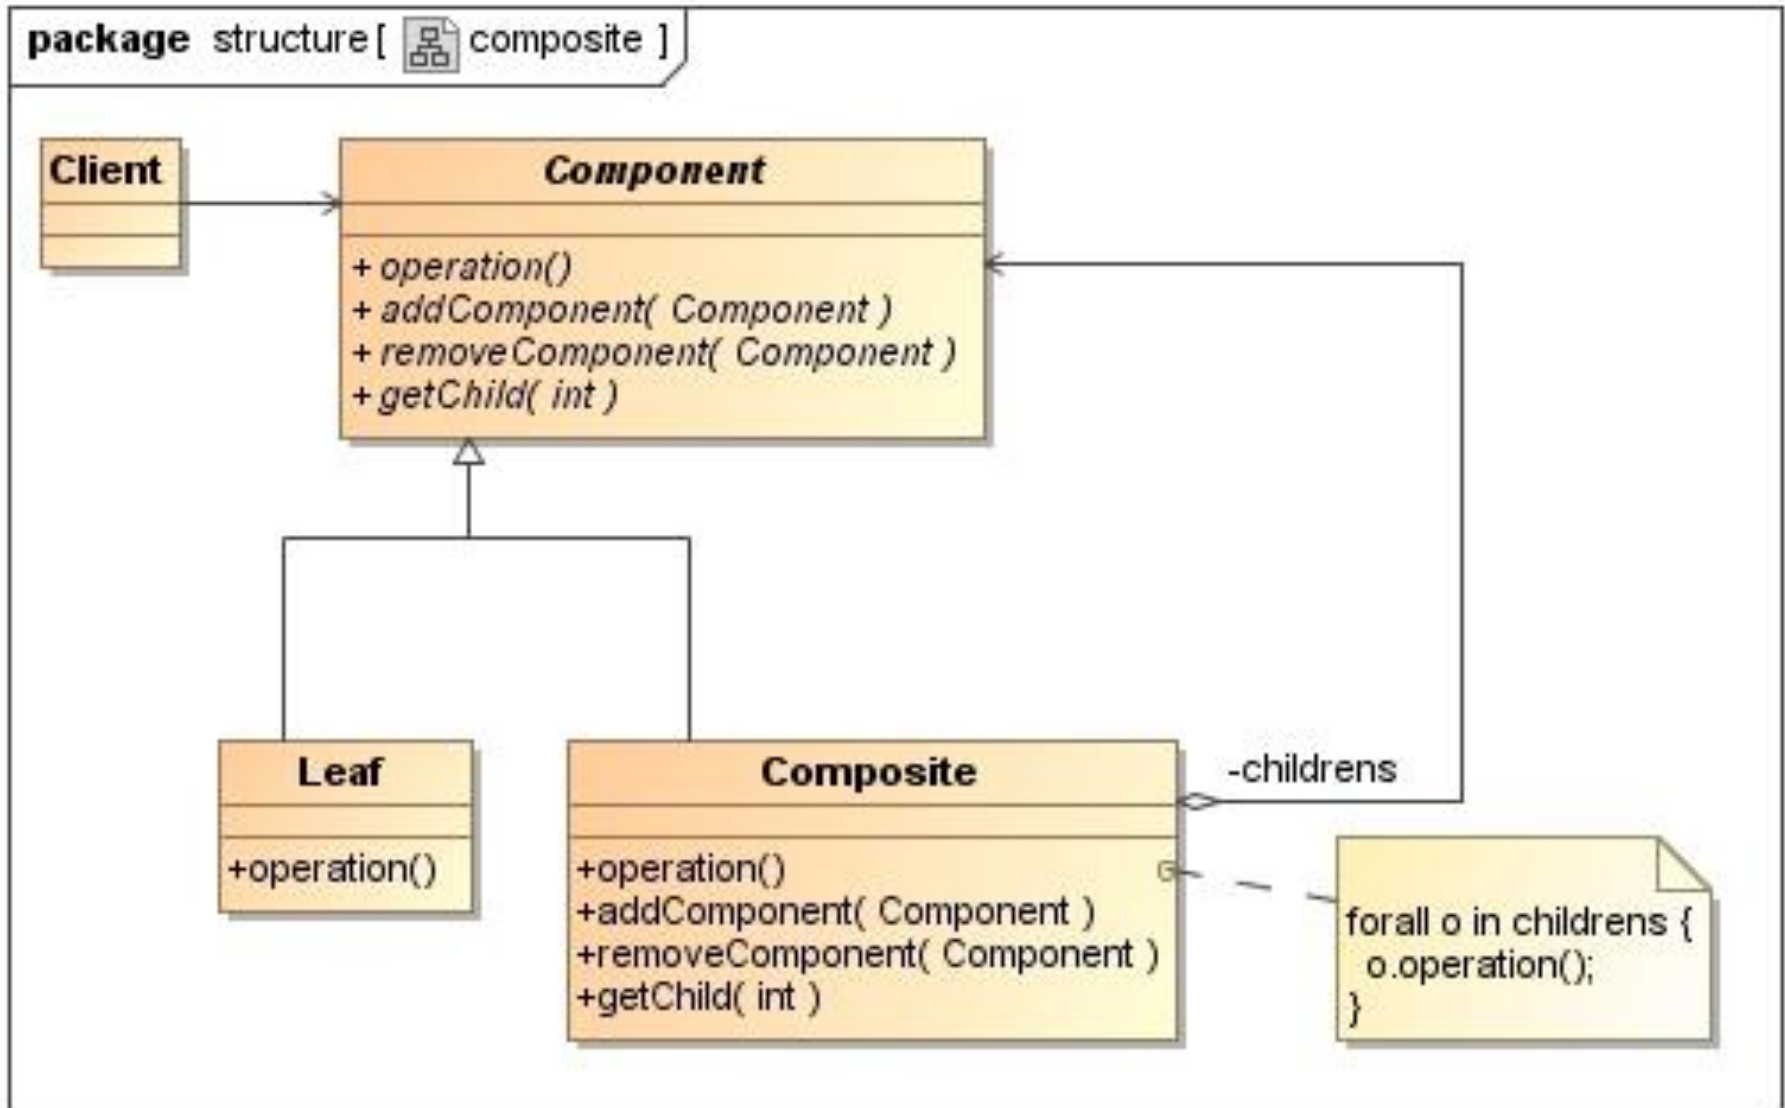 package structure[ composite ]
Client
Component
+ operation()
+ addComponent( Component )
+ removeComponent( Component )
+ getChild( int )
Leaf
+operation()
Composite
+operation()
+addComponent( Component )
+removeComponent( Component )
+getChild( int )
-childrens
forall o in childrens {
o.operation();
}